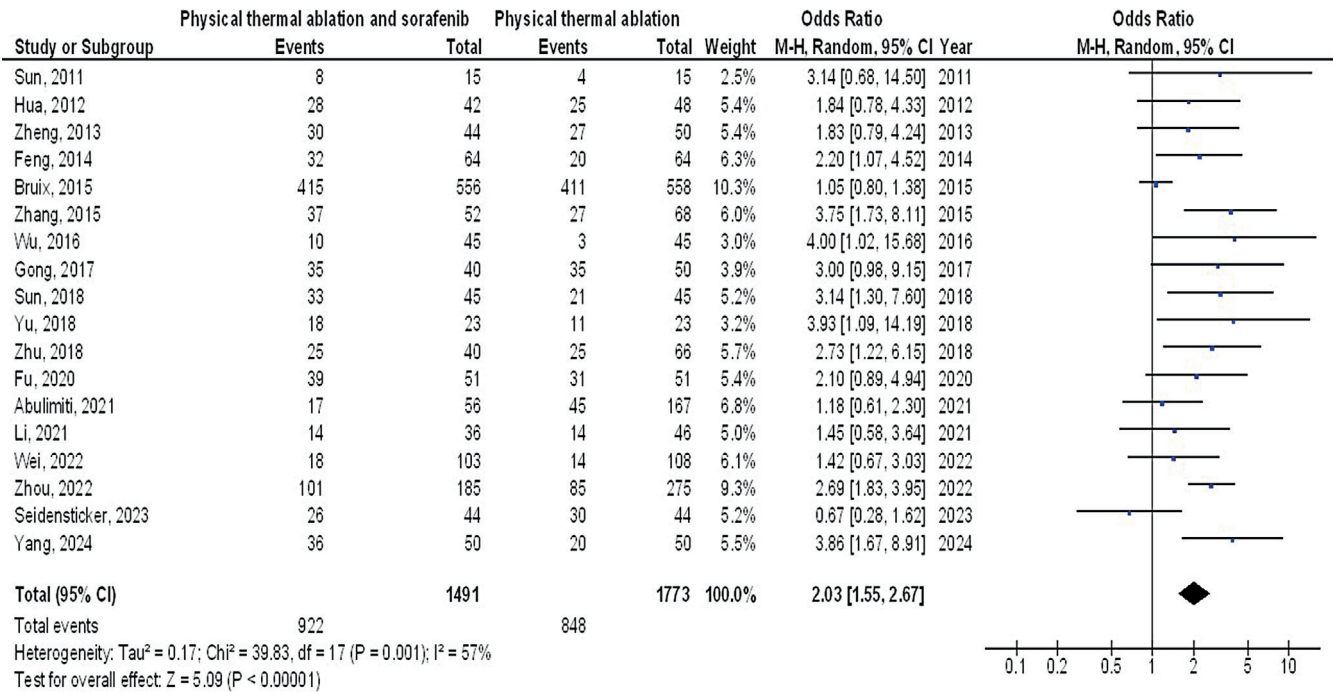 Physical thermal ablation and sorafenib Physical thermal ablation Odds Ratio Odds Ratio
Study or Subgroup Events Total Events Total Weight M-H, Random, 95% CI Year M-H, Random, 95% CI
Sun, 2011 8 15 4 15 2.5% 3.14 [0.68, 14.50] 2011
Hua, 2012 28 42 25 48 5.4% 1.84 [0.78, 4.33] 2012
Zheng, 2013 30 44 27 50 5.4% 1.83 [0.79, 4.24] 2013
Feng, 2014 32 64 20 64 6.3% 2.20 [1.07, 4.52] 2014
Bruix, 2015 415 556 411 558 10.3% 1.05 [0.80, 1.38] 2015
Zhang, 2015 37 52 27 68 6.0% 3.75 [1.73, 8.11] 2015
Wu, 2016 10 45 3 45 3.0% 4.00 [1.02, 15.68] 2016
Gong, 2017 35 40 35 50 3.9% 3.00 [0.98, 9.15] 2017
Sun, 2018 33 45 21 45 5.2% 3.14 [1.30, 7.60] 2018
Yu, 2018 18 23 11 23 3.2% 3.93 [1.09, 14.19] 2018
Zhu, 2018 25 40 25 66 5.7% 2.73 [1.22, 6.15] 2018
Fu, 2020 39 51 31 51 5.4% 2.10 [0.89, 4.94] 2020
Abulimiti, 2021 17 56 45 167 6.8% 1.18 [0.61, 2.30] 2021
Li, 2021 14 36 14 46 5.0% 1.45 [0.58, 3.64] 2021
Wei, 2022 18 103 14 108 6.1% 1.42 [0.67, 3.03] 2022
Zhou, 2022 101 185 85 275 9.3% 2.69 [1.83, 3.95] 2022
Seidensticker, 2023 26 44 30 44 5.2% 0.67 [0.28, 1.62] 2023
Yang, 2024 36 50 20 50 5.5% 3.86 [1.67, 8.91] 2024
Total (95% CI) 1491 1773 100.0% 2.03 [1.55, 2.67]
Total events 922 848
Heterogeneity: Tau² = 0.17; Chi² = 39.83, df = 17 (P = 0.001); I² = 57%
Test for overall effect: Z = 5.09 (P < 0.00001)
0.1 0.2 0.5 1 2 5 10